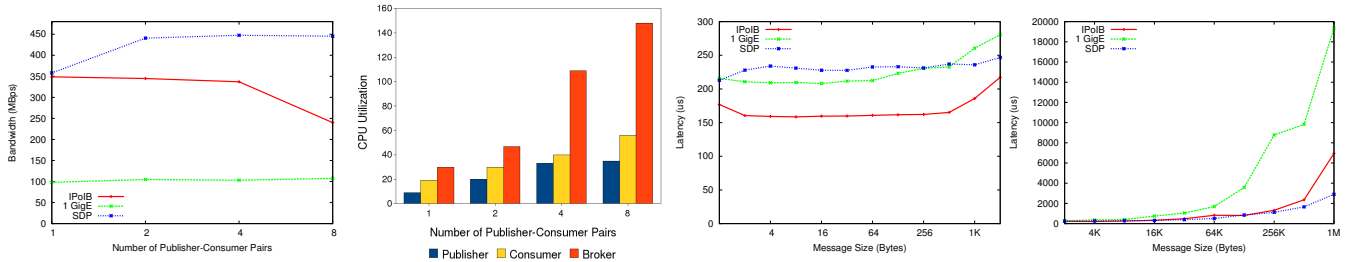 450
400
350
300
250
200
150
100
50
0
Bandwidth (MBps)
IPoIB
1 GigE
SDP
1 2 4 8
Number of Publisher-Consumer Pairs
160
140
120
100
80
60
40
20
0
CPU Utilization
1 2 4 8
Number of Publisher-Consumer Pairs
Publisher Consumer Broker
300
250
200
150
100
50
0
Latency (us)
IPoIB
1 GigE
SDP
4 16 64 256 1K
Message Size (Bytes)
20000
18000
16000
14000
12000
10000
8000
6000
4000
2000
0
Latency (us)
IPoIB
1 GigE
SDP
4K 16K 64K 256K 1M
Message Size (Bytes)